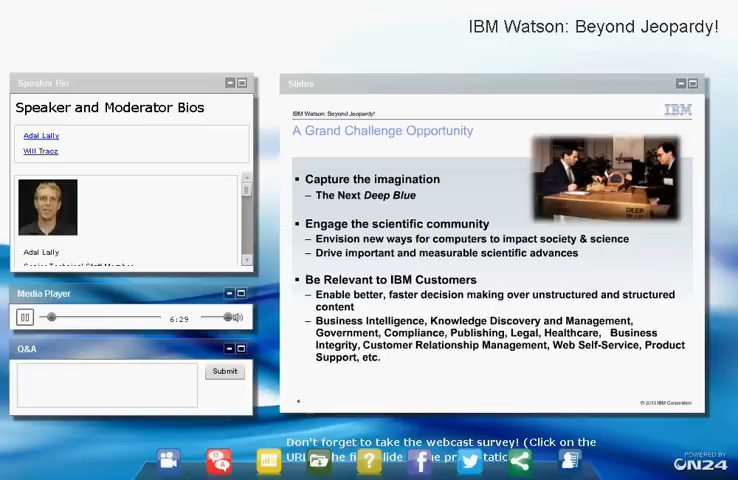 IBM Watson: Beyond Jeopardy!
Speaker Bio
Speaker and Moderator Bios
Adal Lally
Will Tracz
Adal Lally
Media Player
6:29
Q&A
Submit
Slides
IBM Watson: Beyond Jeopardy!
IBM
A Grand Challenge Opportunity
▪ Capture the imagination
– The Next Deep Blue
▪ Engage the scientific community
– Envision new ways for computers to impact society & science
– Drive important and measurable scientific advances
▪ Be Relevant to IBM Customers
– Enable better, faster decision making over unstructured and structured
content
– Business Intelligence, Knowledge Discovery and Management,
Government, Compliance, Publishing, Legal, Healthcare, Business
Integrity, Customer Relationship Management, Web Self-Service, Product
Support, etc.
DEEP BLUE
4
© 2013 IBM Corporation
Don't forget to take the webcast survey! (Click on the
POWERED BY
ON24